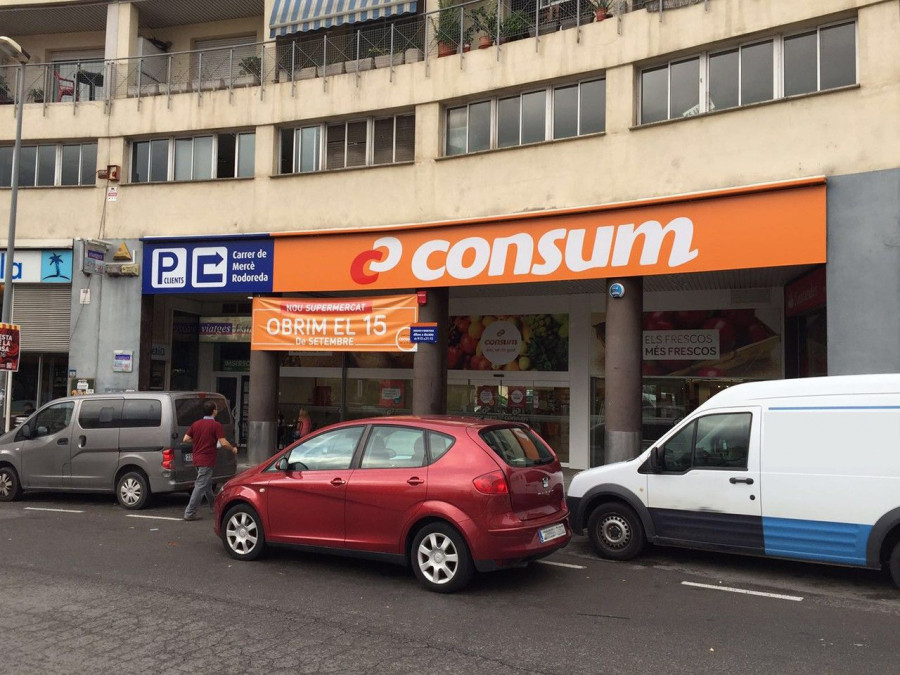 la
P
CLIENTS
Carrer de
Mercè
Rodoreda
consum
NOU SUPERMERCAT
OBRIM EL 15
DE SETEMBRE
viatges
consum
ELS FRESCOS
MÉS FRESCOS